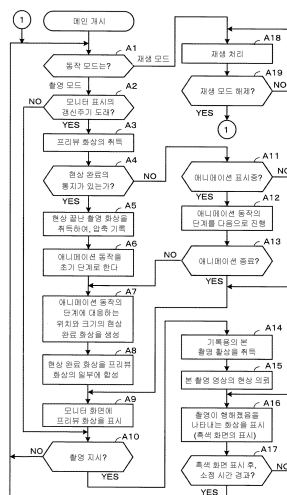 1
메인 개시
A1
동작 모드는?
재생 모드
촬영 모드
A2
NO
모니터 표시의
갱신주기 도래?
YES
A3
프리뷰 화상의 취득
A4
현상 완료의
통지가 있는가?
NO
YES
A5
현상 끝난 촬영 화상을
취득하여, 압축 기록
A6
애니메이션 동작을
초기 단계로 한다
A7
애니메이션 동작의
단계에 대응하는
위치와 크기의 현상
완료 화상을 생성
A8
현상 완료 화상을 프리뷰
화상의 일부에 합성
A9
모니터 화면에
프리뷰 화상을 표시
A10
NO
촬영 지시?
YES
A18
재생 처리
A19
재생 모드 해제?
NO
YES
1
A11
애니메이션 표시중?
NO
YES
A12
애니메이션 동작의
단계를 다음으로 진행
A13
NO
애니메이션 종료?
YES
A14
기록용의 본
촬영 활상을 취득
A15
본 촬영 영상의 현상 의뢰
A16
촬영이 행해졌음을
나타내는 화상을 표시
(흑색 화면의 표시)
A17
NO
흑색 화면 표시 후,
소정 시간 경과?
YES